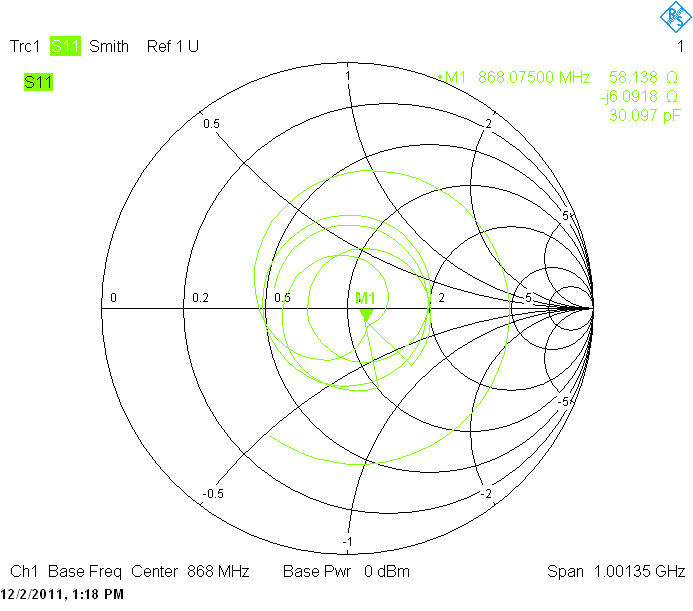 Trc1 S11 Smith Ref 1 U
1
S11
•M1 868.07500 MHz 58.138 Ω
-j6.0918 Ω
30.097 pF
1
0.5
2
5
0
0.2
0.5
M1
2
5
-5
-0.5
-2
-1
Ch1 Base Freq Center 868 MHz Base Pwr 0 dBm Span 1.00135 GHz
12/2/2011, 1:18 PM